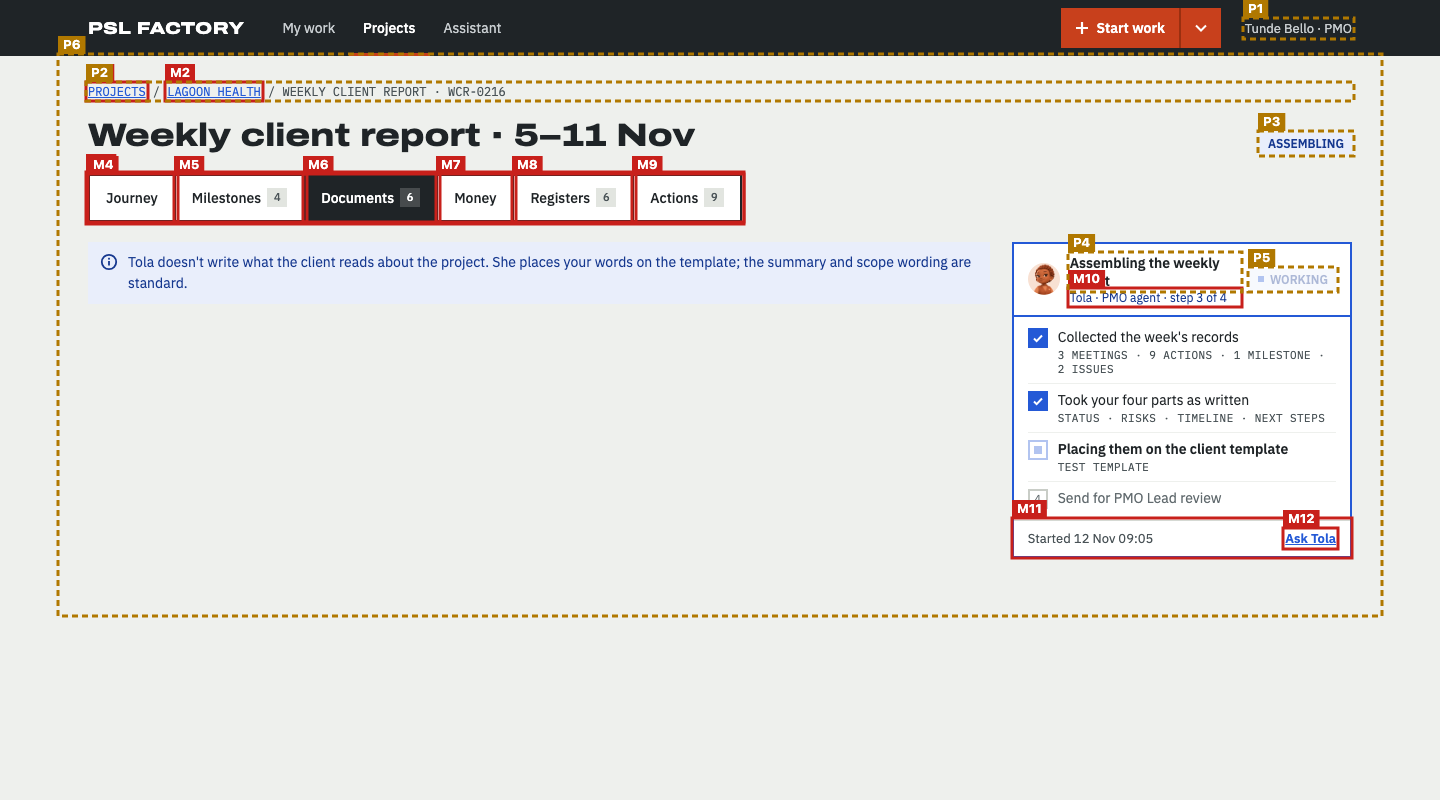 PSL FACTORY
My work
Projects
Assistant
Start work
P1
Tunde Bello · PMO
P6
P2
M2
PROJECTS / LAGOON HEALTH / WEEKLY CLIENT REPORT · WCR-0216
Weekly client report · 5–11 Nov
P3
ASSEMBLING
M4
M5
M6
M7
M8
M9
Journey
Milestones 4
Documents 6
Money
Registers 6
Actions 9
Tola doesn't write what the client reads about the project. She places your words on the template; the summary and scope wording are
standard.
P4
Assembling the weekly
P5
M10
WORKING
Tola · PMO agent · step 3 of 4
Collected the week's records
3 MEETINGS · 9 ACTIONS · 1 MILESTONE ·
2 ISSUES
Took your four parts as written
STATUS · RISKS · TIMELINE · NEXT STEPS
Placing them on the client template
TEST TEMPLATE
4 Send for PMO Lead review
M11
M12
Started 12 Nov 09:05
Ask Tola